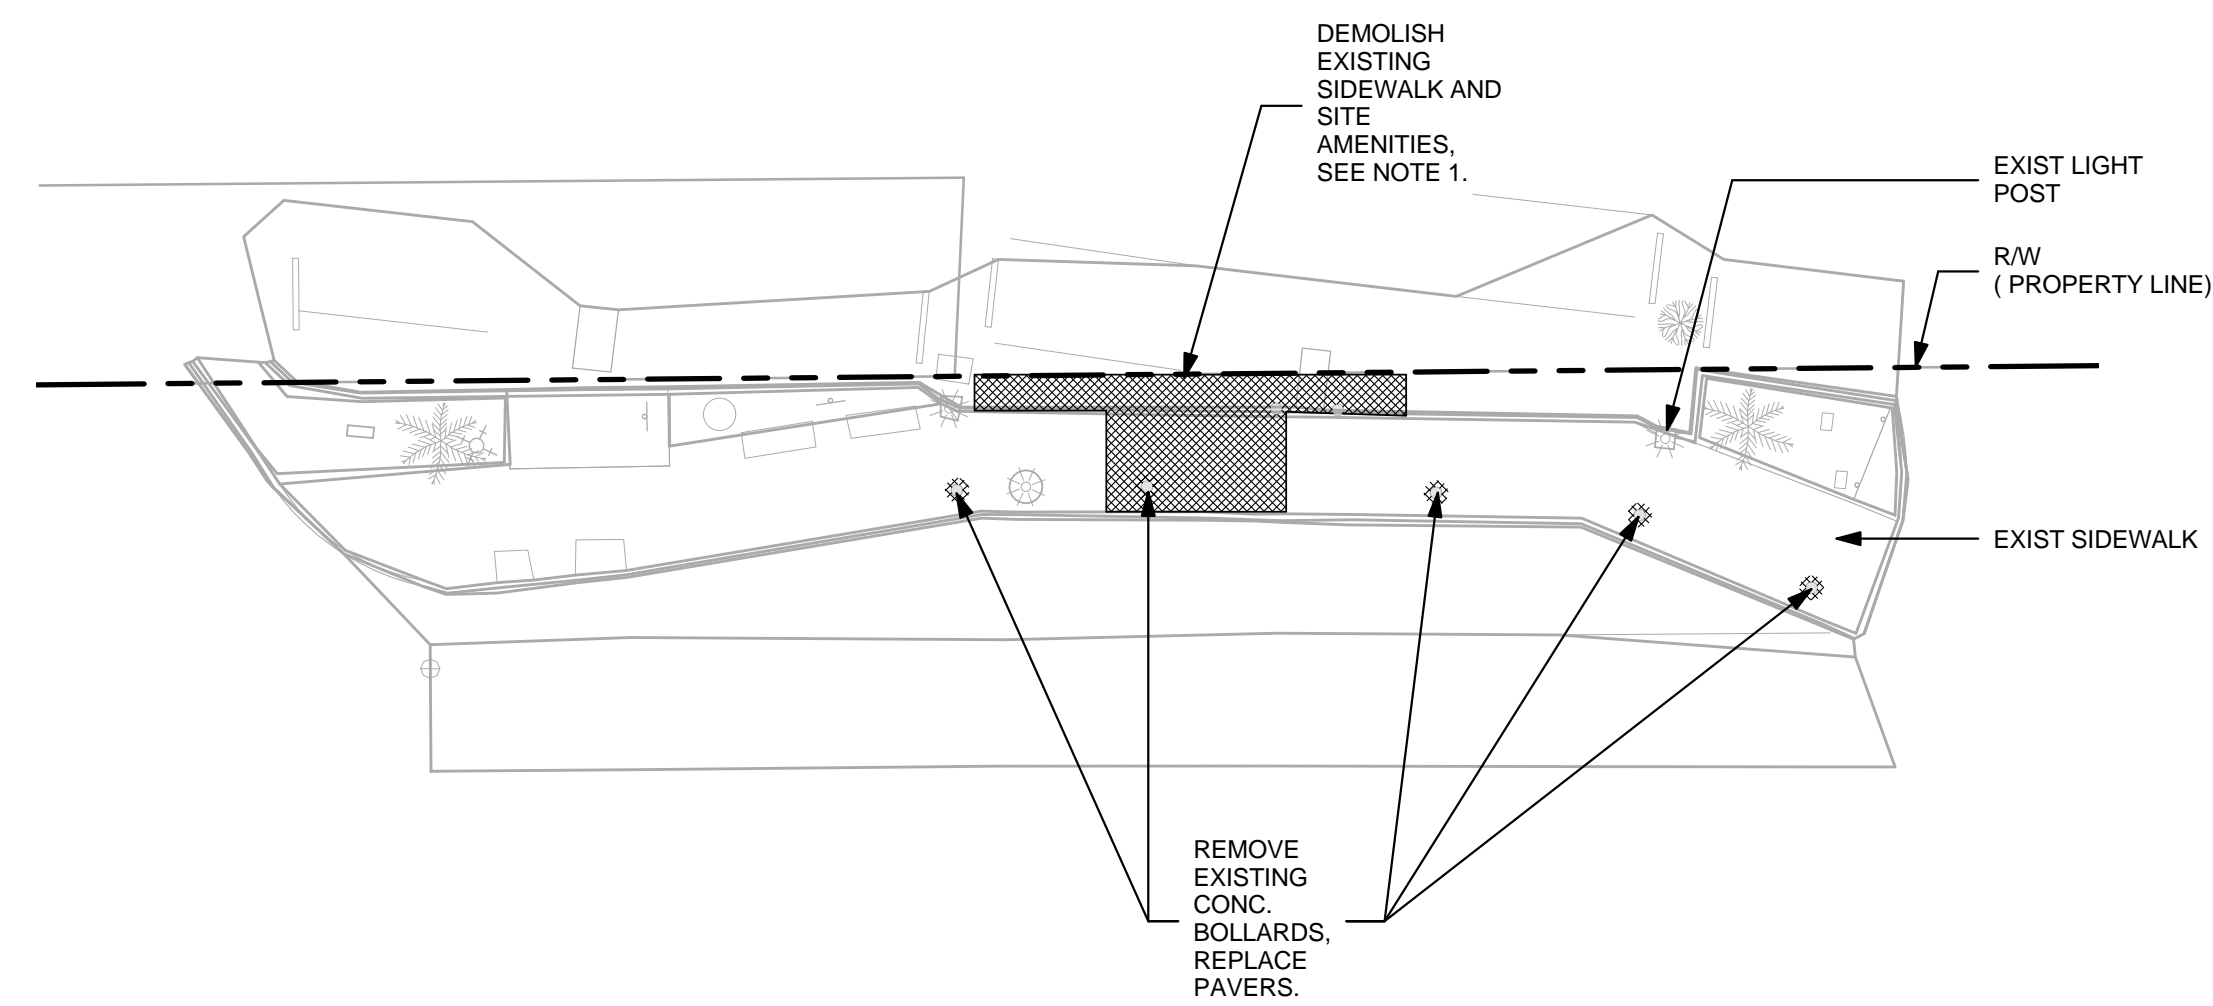 DEMOLISH
EXISTING
SIDEWALK AND
SITE
AMENITIES,
SEE NOTE 1.
EXIST LIGHT
POST
R/W
( PROPERTY LINE)
EXIST SIDEWALK
REMOVE
EXISTING
CONC.
BOLLARDS,
REPLACE
PAVERS.